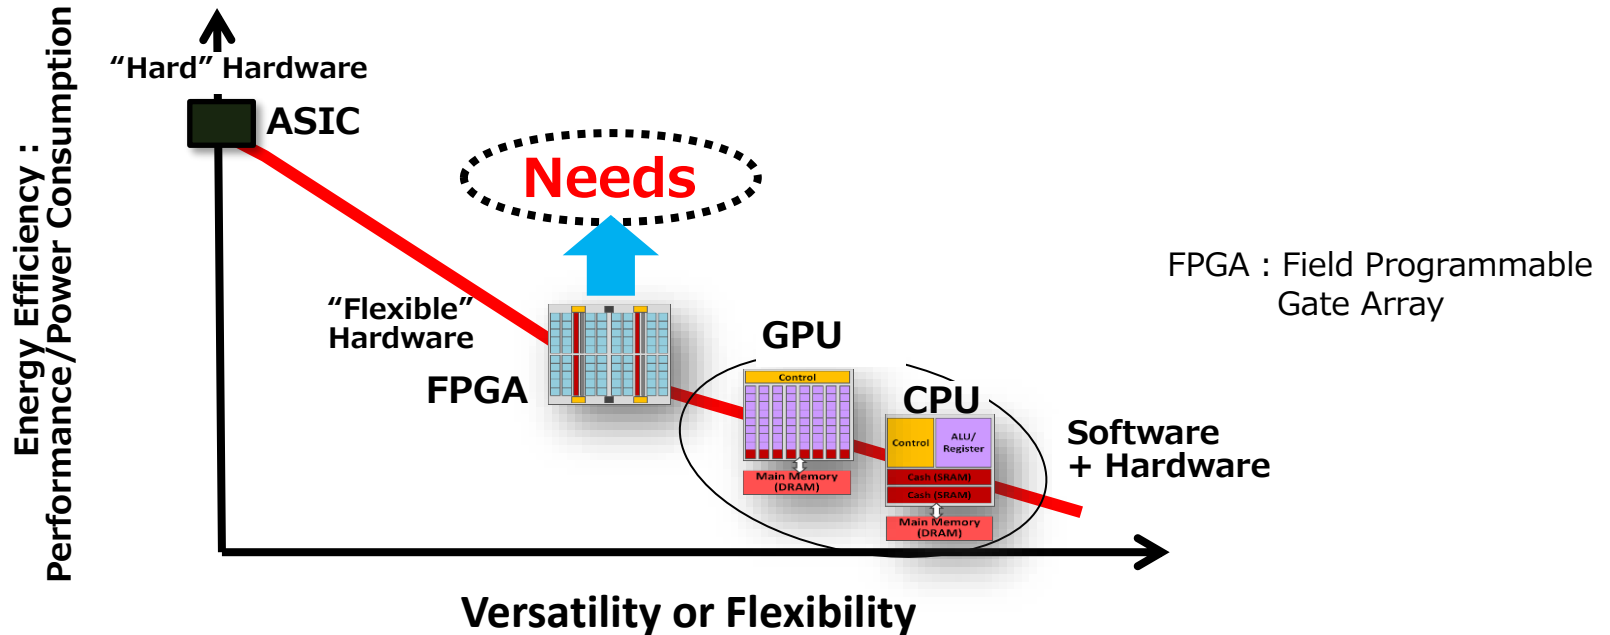 Energy Efficiency :
Performance/Power Consumption
“Hard” Hardware
ASIC
Needs
“Flexible”
Hardware
FPGA
GPU
Control
Main Memory
(DRAM)
CPU
Control
ALU/
Register
Cash (SRAM)
Cash (SRAM)
Main Memory
(DRAM)
Software
+ Hardware
FPGA : Field Programmable
Gate Array
Versatility or Flexibility